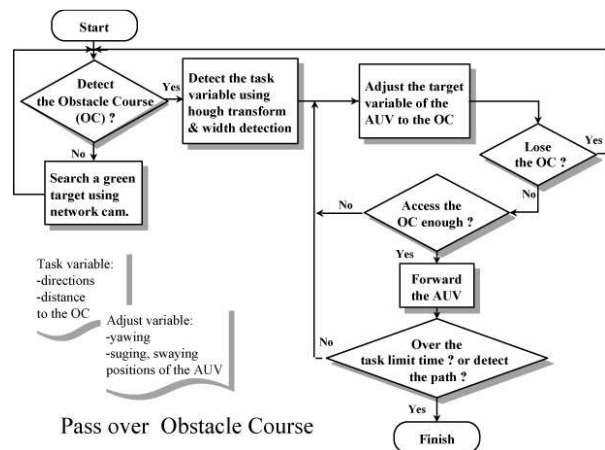 Start
Detect
the Obstacle Course
(OC) ?
Yes
No
Search a green
target using
network cam.
Detect the task
variable using
hough transform
& width detection
Adjust the target
variable of the
AUV to the OC
Lose
the OC ?
Yes
No
Access the
OC enough ?
No
Yes
Forward
the AUV
Over the
task limit time ? or detect
the path ?
No
Yes
Finish
Task variable:
-directions
-distance
to the OC
Adjust variable:
-yawing
-suging, swaying
positions of the AUV
Pass over Obstacle Course